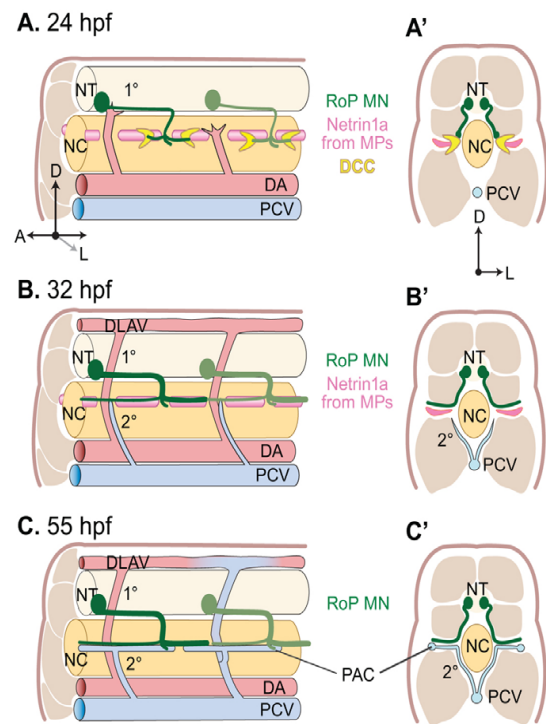 A. 24 hpf
A'
NT
1°
RoP MN
Netrin1a
from MPs
DCC
NC
DA
PCV
D
A
L
NT
NC
PCV
D
L
B. 32 hpf
B'
DLAV
NT
1°
RoP MN
Netrin1a
from MPs
NC
2°
DA
PCV
NT
NC
2°
PCV
C. 55 hpf
C'
DLAV
NT
1°
RoP MN
NC
2°
DA
PCV
PAC
NT
NC
2°
PCV